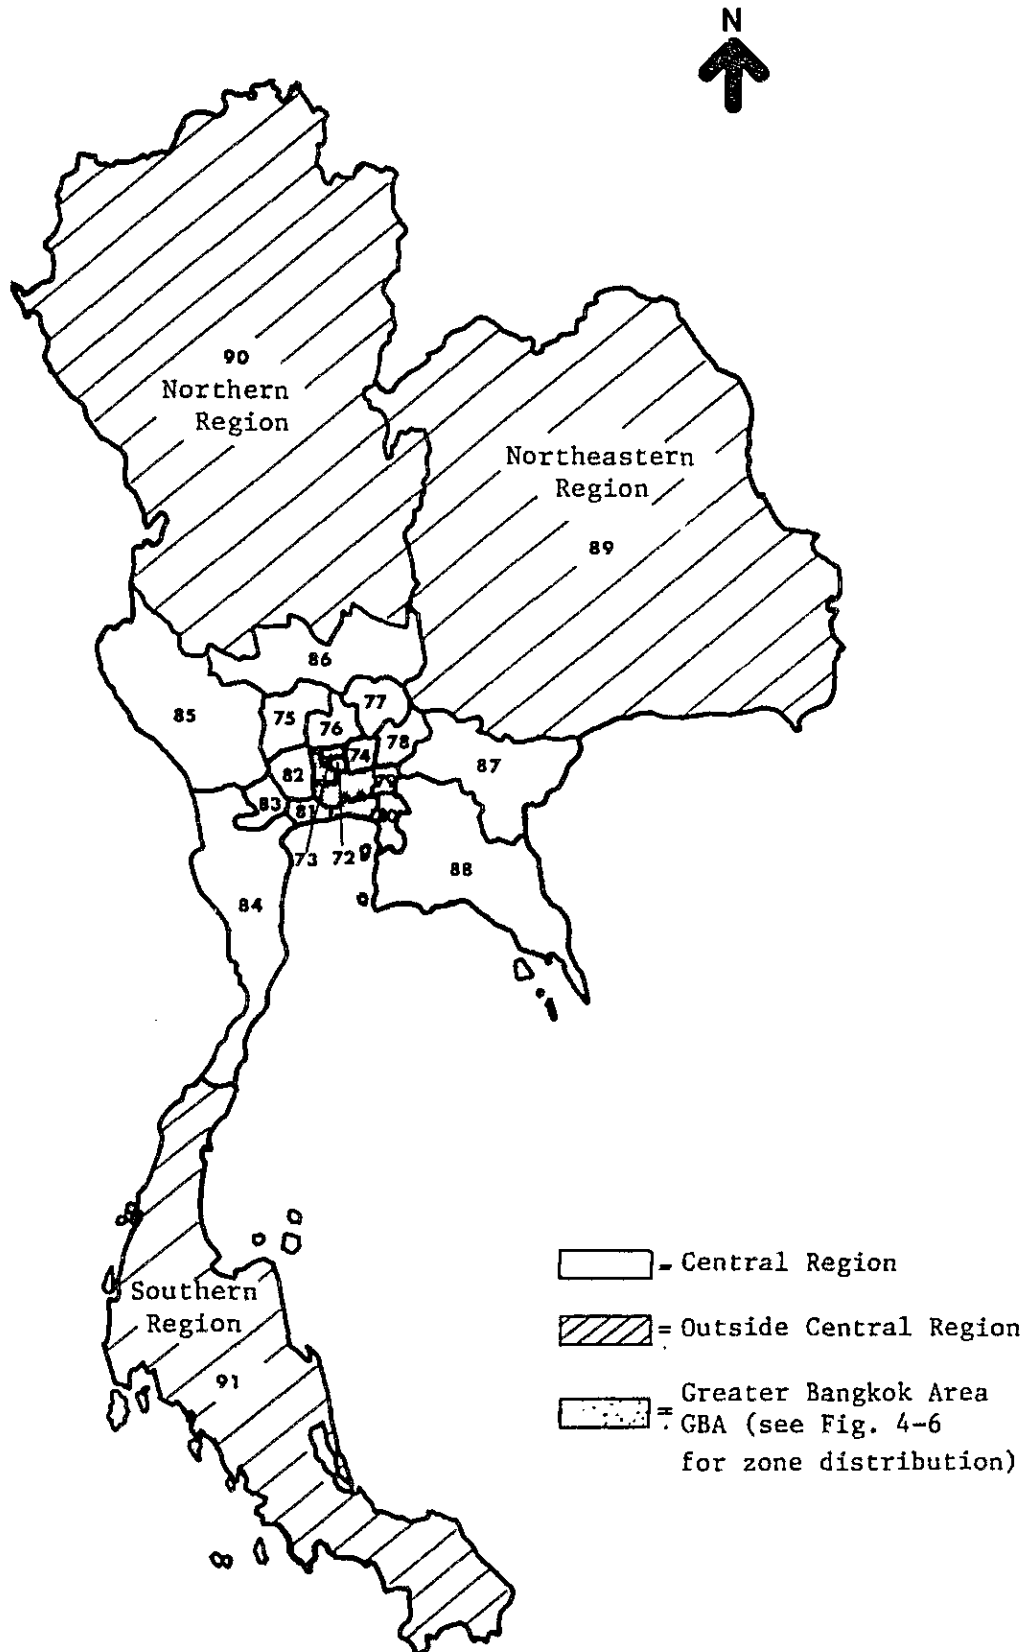 N
90
Northern
Region
Northeastern
Region
89
86
85
75
77
76
78
74
87
82
79
83
81
80
73
72
88
84
Southern
Region
91
= Central Region
= Outside Central Region
= Greater Bangkok Area
GBA (see Fig. 4-6
for zone distribution)